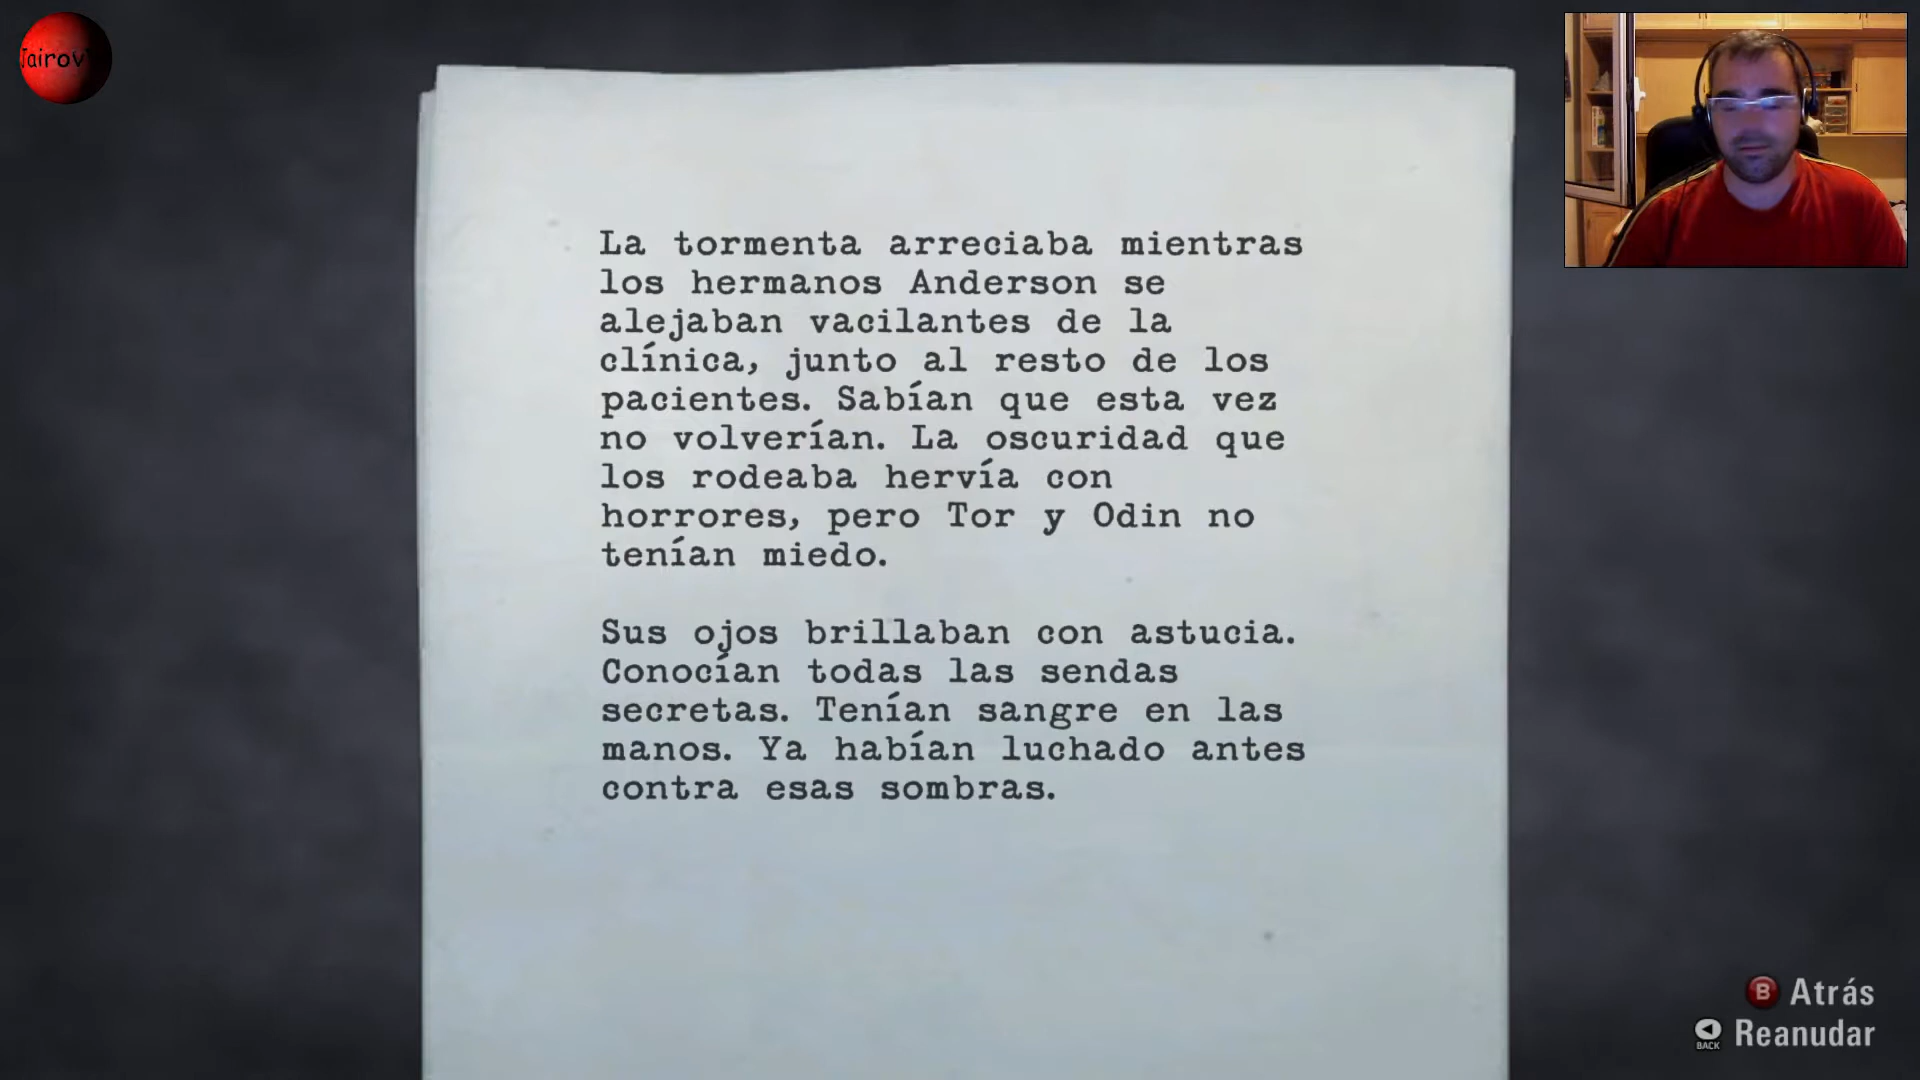 La tormenta arreciaba mientras
los hermanos Anderson se
alejaban vacilantes de la
clínica, junto al resto de los
pacientes. Sabían que esta vez
no volverían. La oscuridad que
los rodeaba hervía con
horrores, pero Tor y Odin no
tenían miedo.
Sus ojos brillaban con astucia.
Conocían todas las sendas
secretas. Tenían sangre en las
manos. Ya habían luchado antes
contra esas sombras.
B Atrás
BACK Reanudar